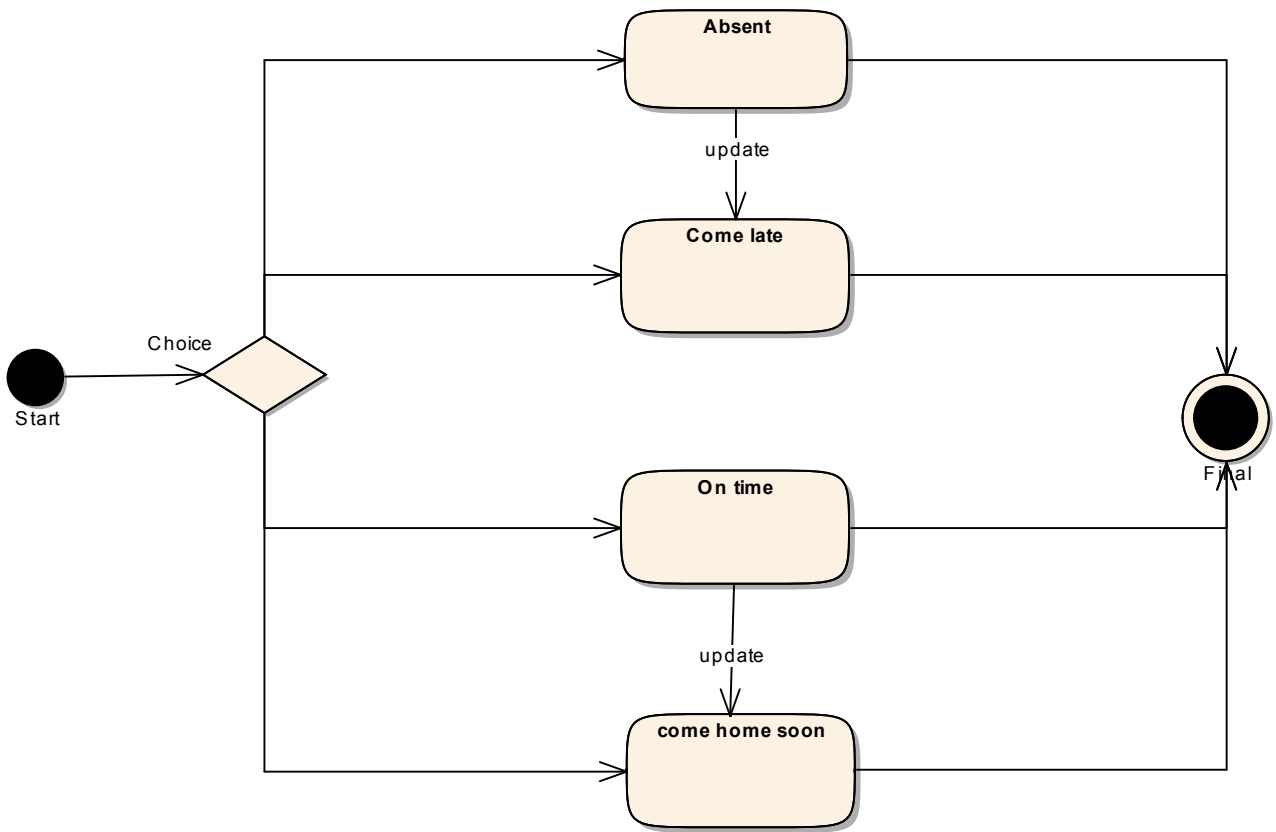 Absent
update
Come late
Choice
Start
Final
On time
update
come home soon